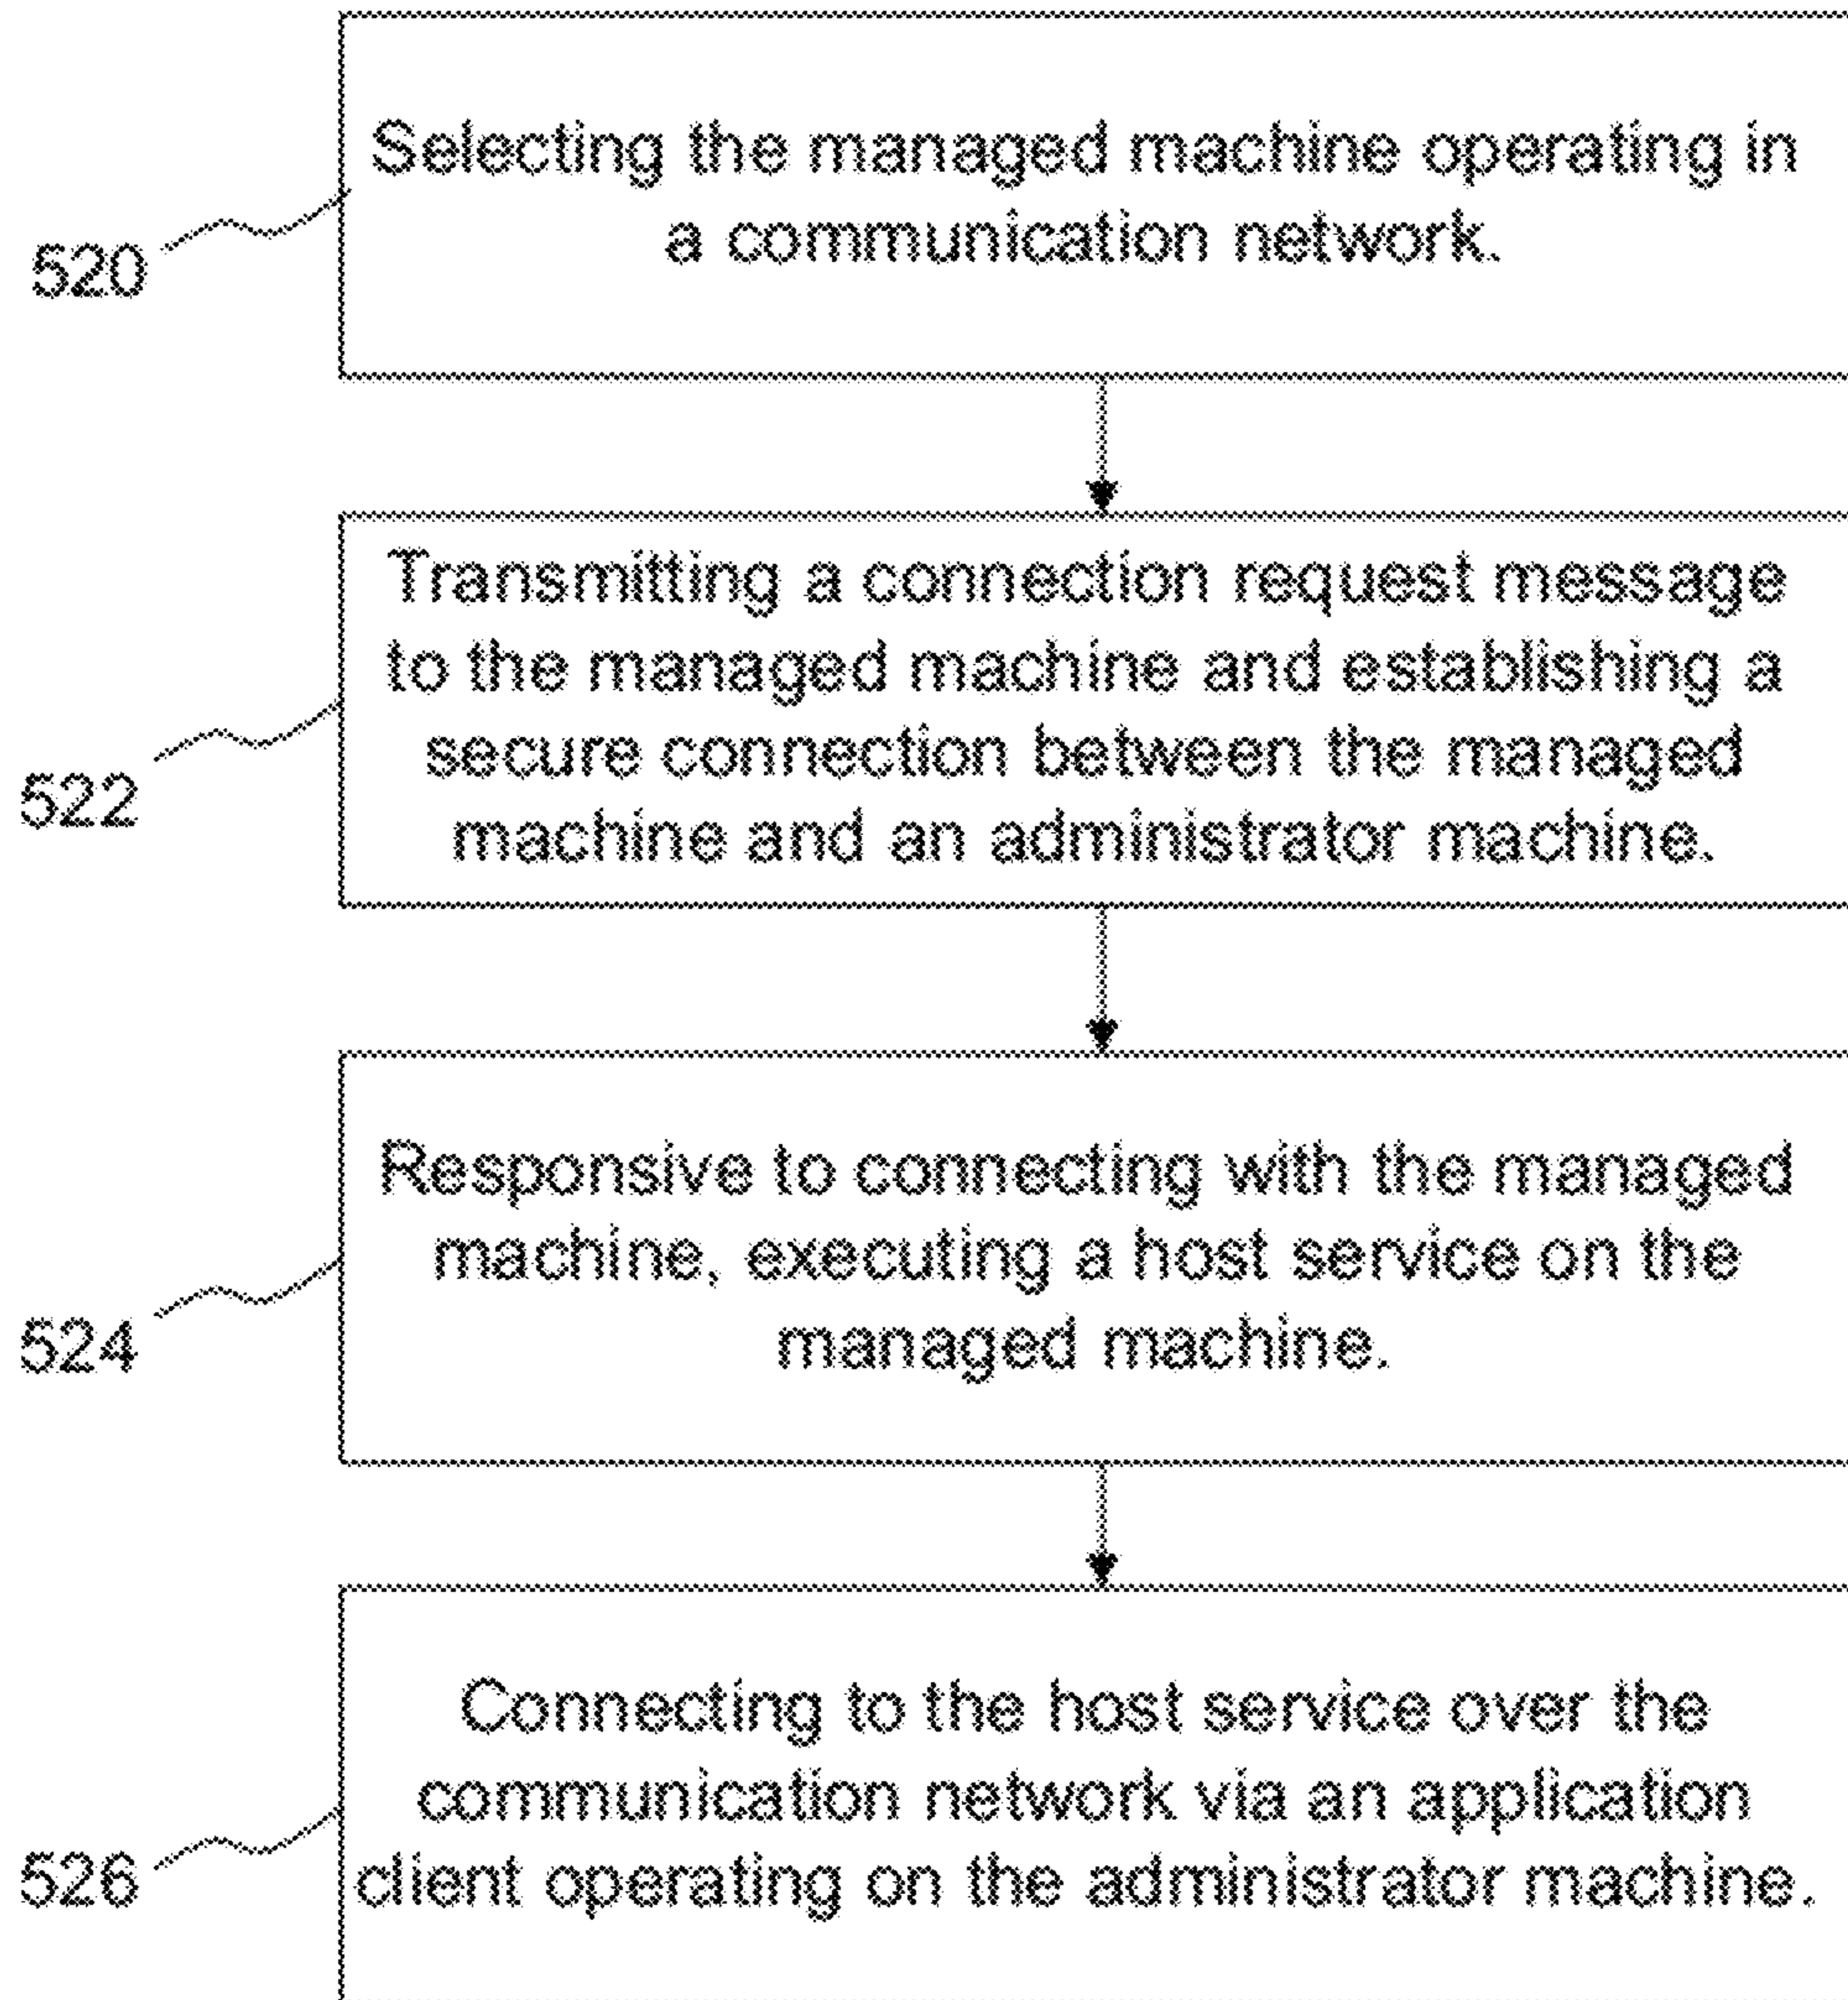 Selecting the managed machine operating in
a communication network.
520
Transmitting a connection request message
to the managed machine and establishing a
secure connection between the managed
machine and an administrator machine.
522
Responsive to connecting with the managed
machine, executing a host service on the
managed machine.
524
Connecting to the host service over the
communication network via an application
client operating on the administrator machine.
526